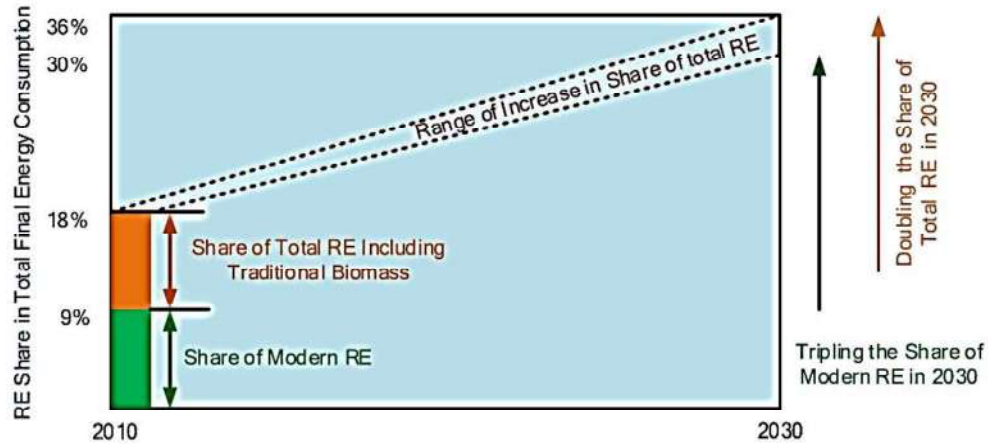 36%
30%
18%
9%
RE Share in Total Final Energy Consumption
Range of Increase in Share of total RE
Share of Total RE Including
Traditional Biomass
Share of Modern RE
2010
2030
Doubling the Share of
Total RE in 2030
Tripling the Share of
Modern RE in 2030